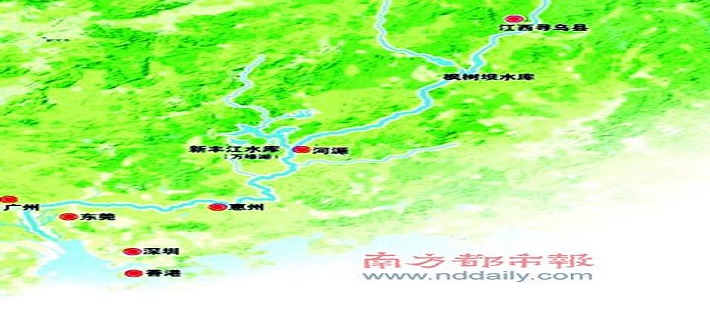 江西寻乌县
枫树坝水库
新丰江水库
(万绿湖)
河源
广州
惠州
东莞
深圳
香港
南方都市報
www.nddaily.com